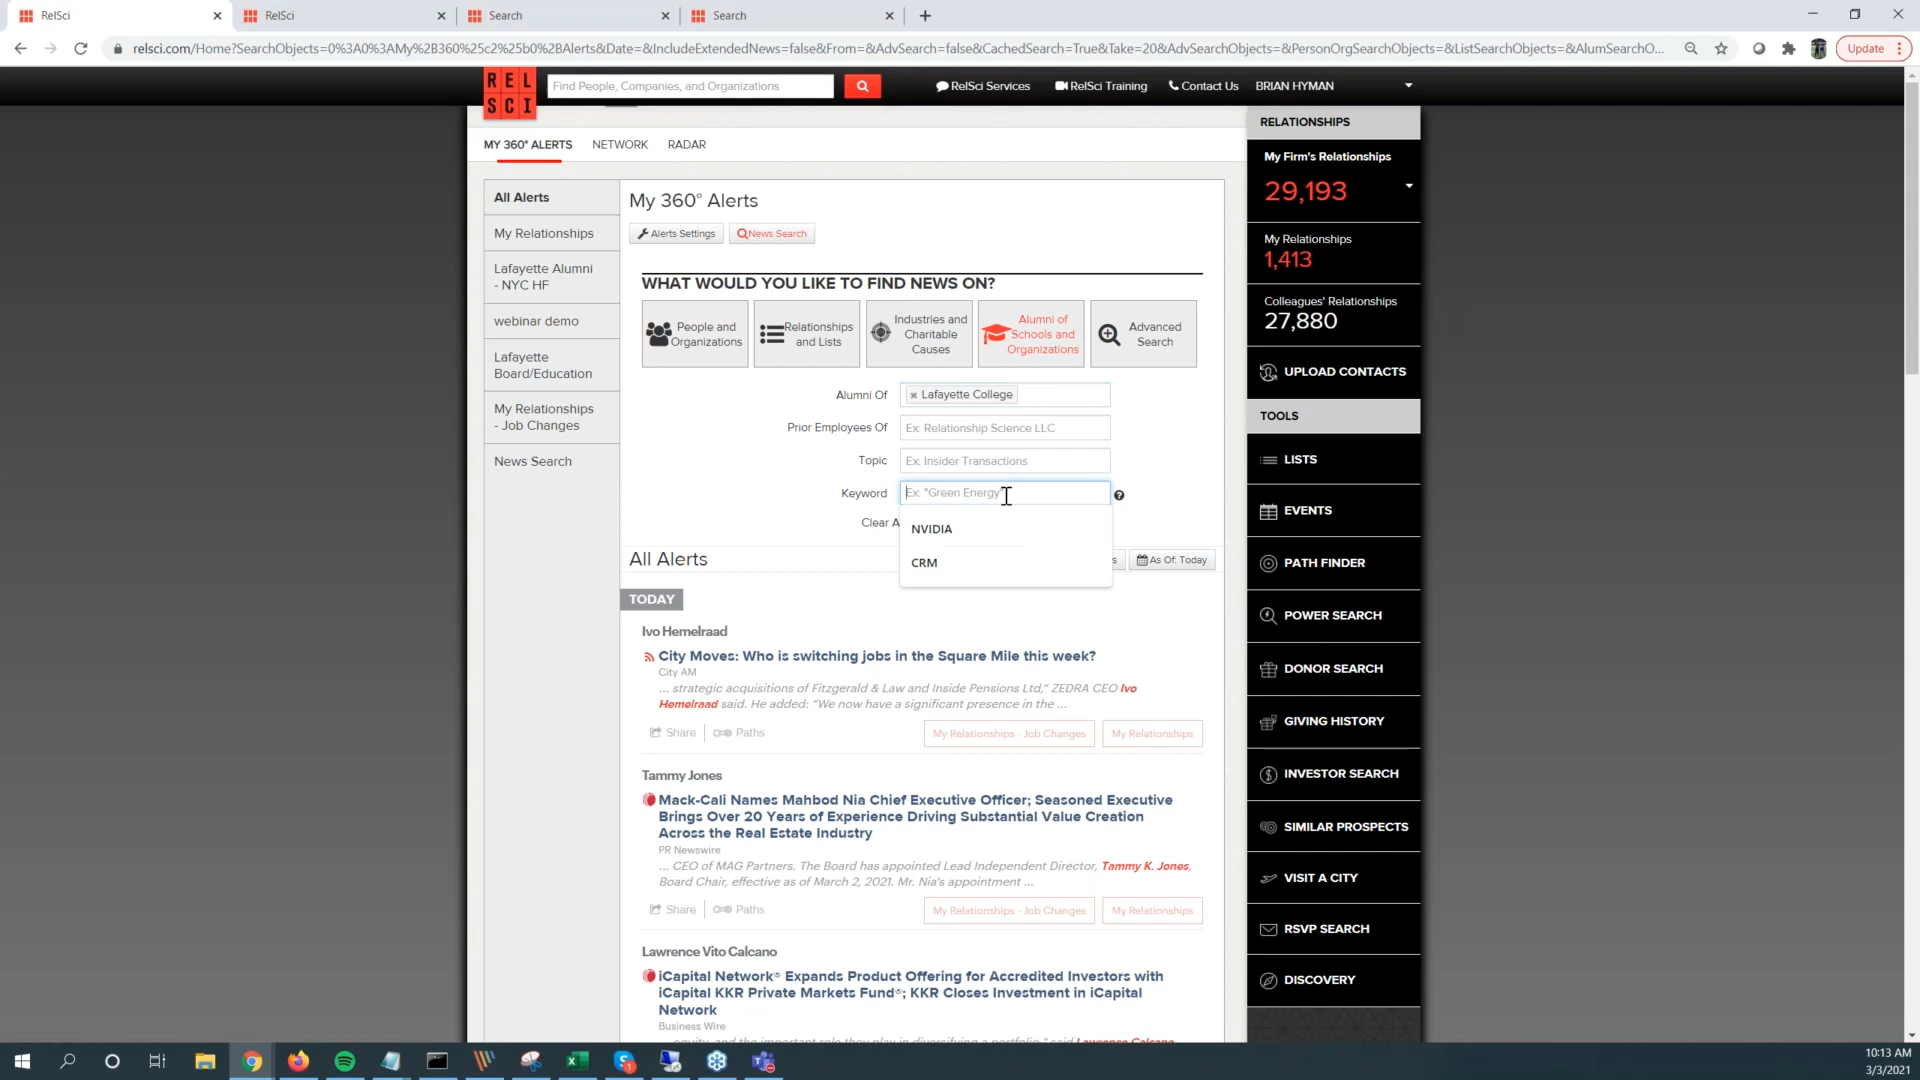 RelSci
RelSci
Search
Search
relsci.com/Home?SearchObjects=0%3A0%3AMy%2B360%25c2%25b0%2BAlerts&Date=&IncludeExtendedNews=false&From=&AdvSearch=false&CachedSearch=True&Take=20&AdvSearchObjects=&PersonOrgSearchObjects=&ListSearchObjects=&AlumSearchO...
Update
REL
SCI
Find People, Companies, and Organizations
RelSci Services
RelSci Training
Contact Us
BRIAN HYMAN
MY 360° ALERTS
NETWORK
RADAR
All Alerts
My Relationships
Lafayette Alumni
- NYC HF
webinar demo
Lafayette
Board/Education
My Relationships
- Job Changes
News Search
My 360° Alerts
Alerts Settings
News Search
WHAT WOULD YOU LIKE TO FIND NEWS ON?
People and
Organizations
Relationships
and Lists
Industries and
Charitable
Causes
Alumni of
Schools and
Organizations
Advanced
Search
Alumni Of
Lafayette College
Prior Employees Of
Ex: Relationship Science LLC
Topic
Ex: Insider Transactions
Keyword
Ex: "Green Energy"
NVIDIA
CRM
Clear A
All Alerts
s
As Of: Today
TODAY
Ivo Hemelraad
City Moves: Who is switching jobs in the Square Mile this week?
City AM
... strategic acquisitions of Fitzgerald & Law and Inside Pensions Ltd," ZEDRA CEO Ivo
Hemelraad said. He added: "We now have a significant presence in the ...
Share
Paths
My Relationships - Job Changes
My Relationships
Tammy Jones
Mack-Cali Names Mahbod Nia Chief Executive Officer; Seasoned Executive
Brings Over 20 Years of Experience Driving Substantial Value Creation
Across the Real Estate Industry
PR Newswire
... CEO of MAG Partners. The Board has appointed Lead Independent Director, Tammy K. Jones,
Board Chair, effective as of March 2, 2021. Mr. Nia's appointment ...
Share
Paths
My Relationships - Job Changes
My Relationships
Lawrence Vito Calcano
iCapital Network® Expands Product Offering for Accredited Investors with
iCapital KKR Private Markets Fund®; KKR Closes Investment in iCapital
Network
Business Wire
... equity, and the important role they play in diversifying a portfolio," said Lawrence Calcano
RELATIONSHIPS
My Firm's Relationships
29,193
My Relationships
1,413
Colleagues' Relationships
27,880
UPLOAD CONTACTS
TOOLS
LISTS
EVENTS
PATH FINDER
POWER SEARCH
DONOR SEARCH
GIVING HISTORY
INVESTOR SEARCH
SIMILAR PROSPECTS
VISIT A CITY
RSVP SEARCH
DISCOVERY
10:13 AM
3/3/2021